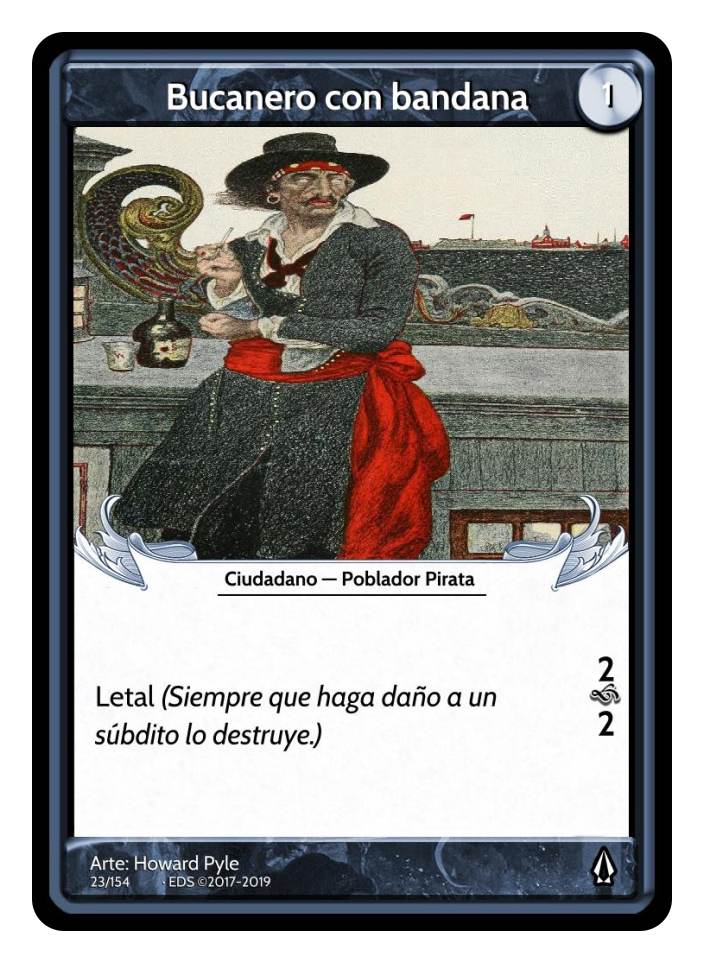 Bucanero con bandana
1
Ciudadano — Poblador Pirata
Letal (Siempre que haga daño a un
súbdito lo destruye.)
2
2
Arte: Howard Pyle
23/154 · EDS ©2017-2019